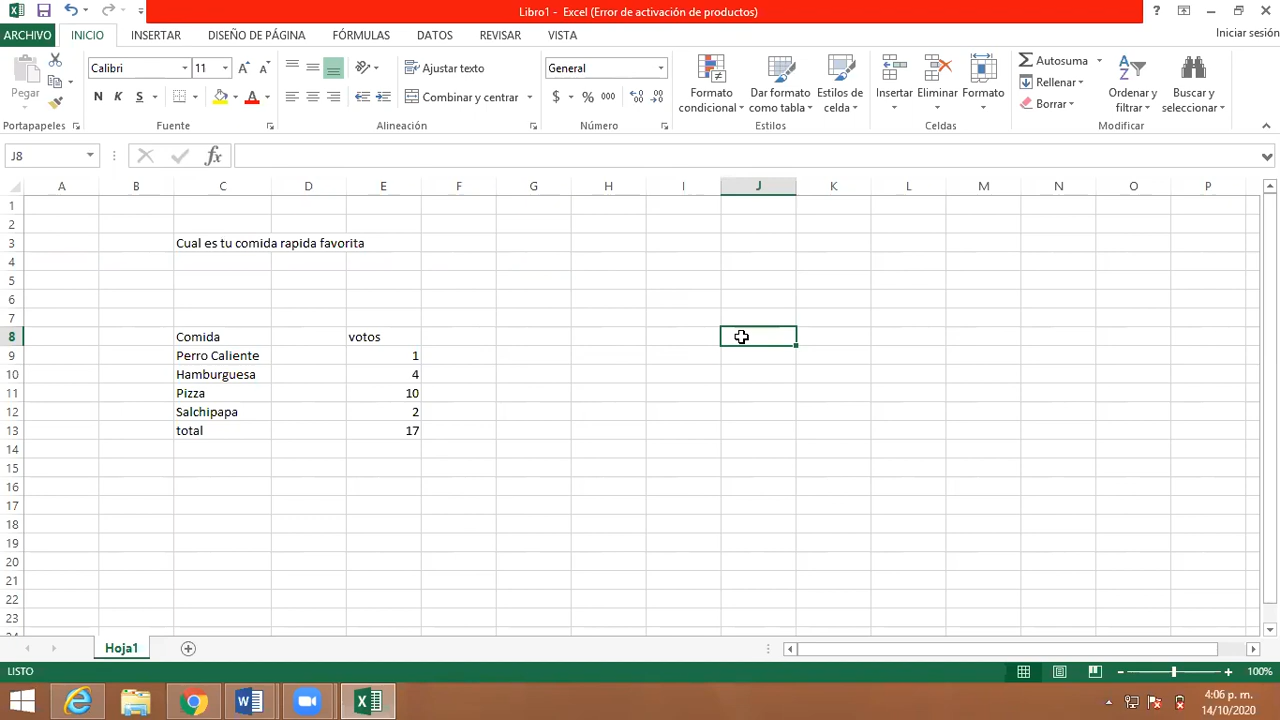 Libro1 - Excel (Error de activación de productos)
ARCHIVO INICIO INSERTAR DISEÑO DE PÁGINA FÓRMULAS DATOS REVISAR VISTA Iniciar sesión
Pegar
Calibri 11
N K S
Ajustar texto
Combinar y centrar
General
$ % 000
Formato condicional
Dar formato como tabla
Estilos de celda
Insertar
Eliminar
Formato
Autosuma
Rellenar
Borrar
Ordenar y filtrar
Buscar y seleccionar
Portapapeles Fuente Alineación Número Estilos Celdas Modificar
J8 fx
A B C D E F G H I J K L M N O P
1
2
3 Cual es tu comida rapida favorita
4
5
6
7
8 Comida votos
9 Perro Caliente 1
10 Hamburguesa 4
11 Pizza 10
12 Salchipapa 2
13 total 17
14
15
16
17
18
19
20
21
22
23
Hoja1
LISTO 100%
4:06 p. m.
14/10/2020